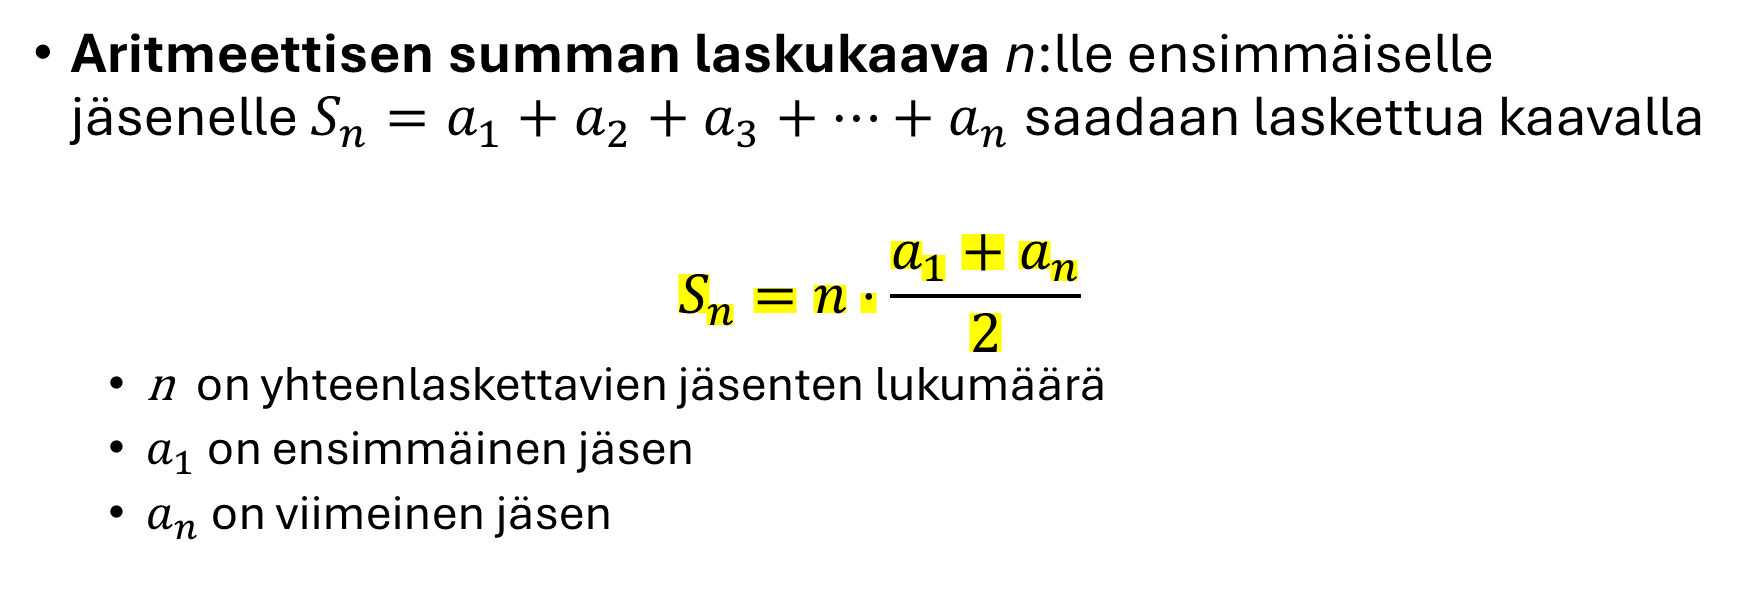 • Aritmeettisen summan laskukaava n:lle ensimmäiselle
jäsenelle Sₙ = a₁ + a₂ + a₃ + ⋯ + aₙ saadaan laskettua kaavalla
Sₙ = n · (a₁ + aₙ)/2
• n on yhteenlaskettavien jäsenten lukumäärä
• a₁ on ensimmäinen jäsen
• aₙ on viimeinen jäsen